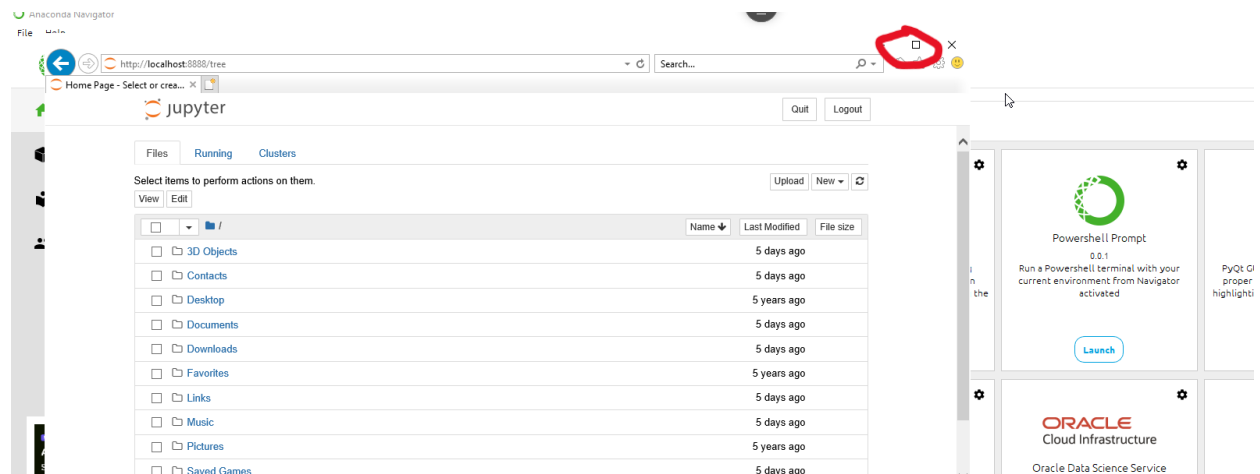 Anaconda Navigator
File Help
http://localhost:8888/tree
Search...
Home Page - Select or crea...
jupyter
Quit Logout
Files Running Clusters
Select items to perform actions on them.
Upload New
View Edit
/ Name Last Modified File size
3D Objects 5 days ago
Contacts 5 days ago
Desktop 5 years ago
Documents 5 days ago
Downloads 5 days ago
Favorites 5 years ago
Links 5 days ago
Music 5 days ago
Pictures 5 years ago
Saved Games 5 days ago
the
Powershell Prompt
0.0.1
Run a Powershell terminal with your
current environment from Navigator
activated
Launch
PyQt
proper
ORACLE
Cloud Infrastructure
Oracle Data Science Service